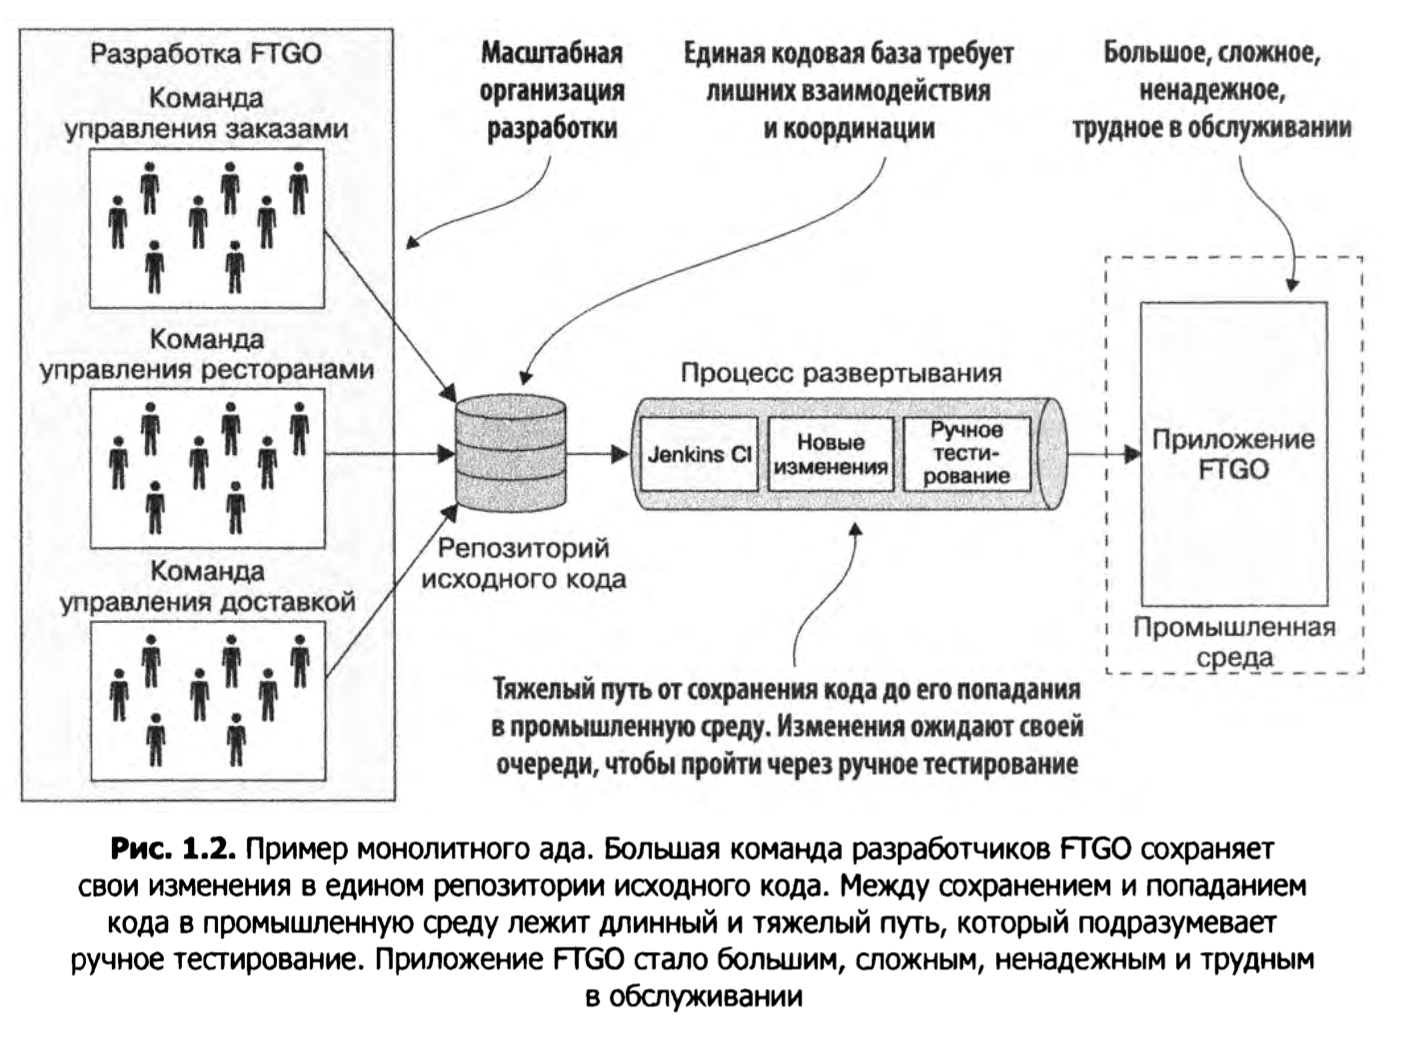 Разработка FTGO
Команда
управления заказами
Команда
управления ресторанами
Команда
управления доставкой
Масштабная
организация
разработки
Единая кодовая база требует
лишних взаимодействия
и координации
Большое, сложное,
ненадежное,
трудное в обслуживании
Репозиторий
исходного кода
Процесс развертывания
Jenkins CI
Новые
изменения
Ручное
тести-
рование
Приложение
FTGO
Промышленная
среда
Тяжелый путь от сохранения кода до его попадания
в промышленную среду. Изменения ожидают своей
очереди, чтобы пройти через ручное тестирование
Рис. 1.2. Пример монолитного ада. Большая команда разработчиков FTGO сохраняет
свои изменения в едином репозитории исходного кода. Между сохранением и попаданием
кода в промышленную среду лежит длинный и тяжелый путь, который подразумевает
ручное тестирование. Приложение FTGO стало большим, сложным, ненадежным и трудным
в обслуживании